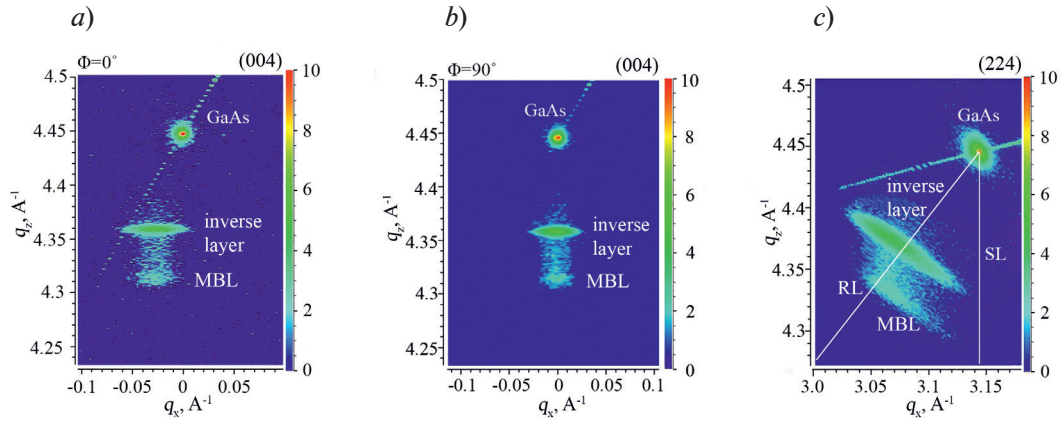 a)
Φ=0°
(004)
4.5
4.45
4.4
4.35
4.3
4.25
q_z, A⁻¹
GaAs
inverse
layer
MBL
-0.1
-0.05
0
0.05
q_x, A⁻¹
10
8
6
4
2
0
b)
Φ=90°
(004)
4.5
4.45
4.4
4.35
4.3
4.25
q_z, A⁻¹
GaAs
inverse
layer
MBL
-0.1
-0.05
0
0.05
0.1
q_x, A⁻¹
10
8
6
4
2
0
c)
(224)
4.5
4.45
4.4
4.35
4.3
q_z, A⁻¹
GaAs
inverse
layer
SL
RL
MBL
3.0
3.05
3.1
3.15
q_x, A⁻¹
10
8
6
4
2
0